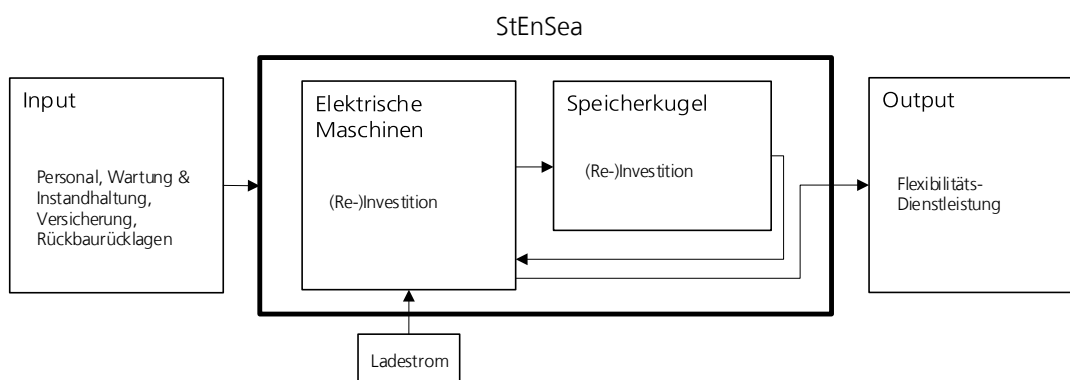 StEnSea
Input
Personal, Wartung &
Instandhaltung,
Versicherung,
Rückbaurücklagen
Elektrische
Maschinen
(Re-)Investition
Speicherkugel
(Re-)Investition
Output
Flexibilitäts-
Dienstleistung
Ladestrom